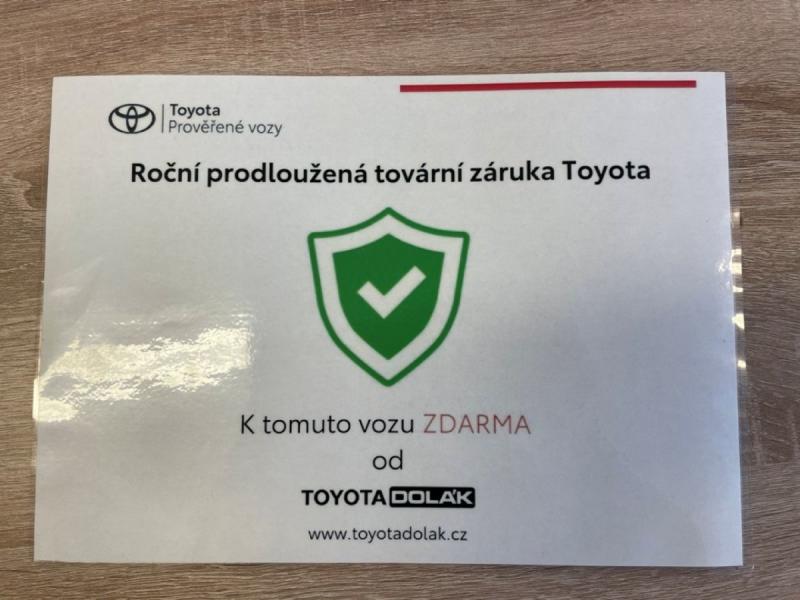 Toyota
Prověřené vozy
Roční prodloužená tovární záruka Toyota
K tomuto vozu ZDARMA
od
TOYOTA DOLÁK
www.toyotadolak.cz